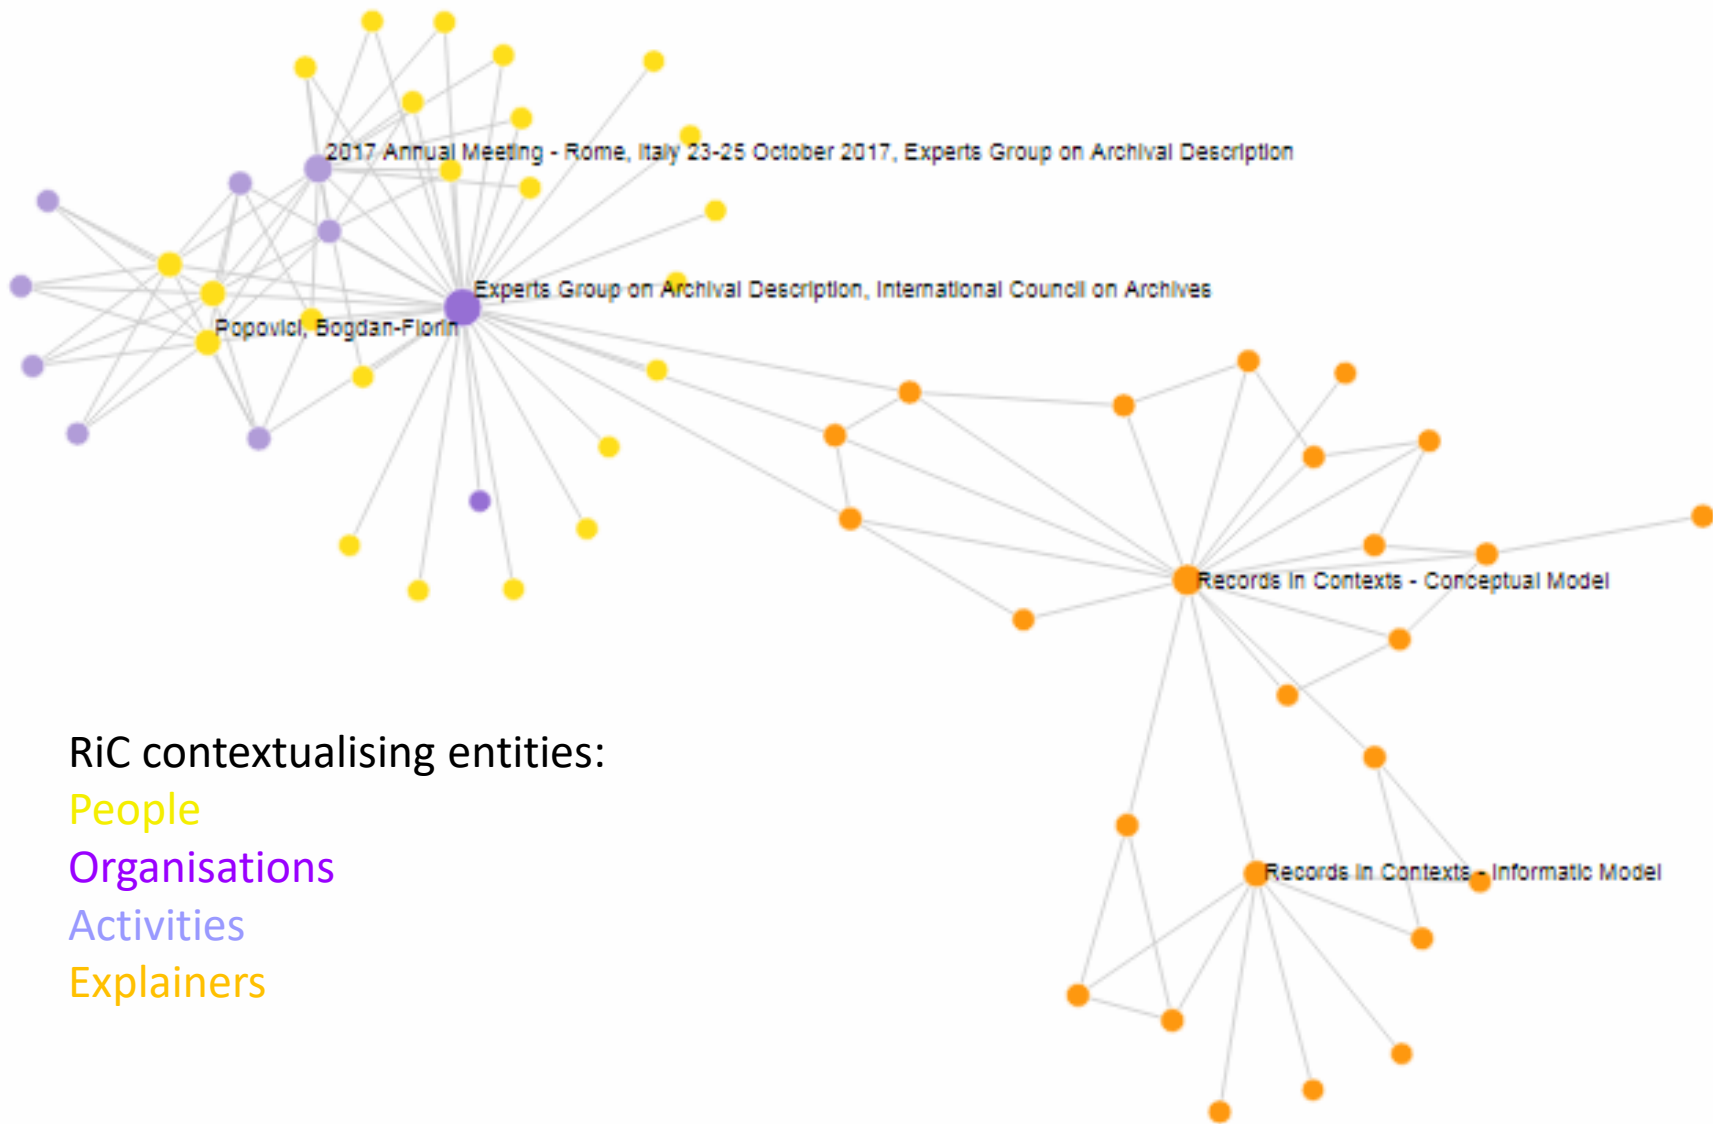 2017 Annual Meeting - Rome, Italy 23-25 October 2017, Experts Group on Archival Description
Experts Group on Archival Description, International Council on Archives
Popovici, Bogdan-Florin
Records in Contexts - Conceptual Model
RiC contextualising entities:
People
Organisations
Activities
Explainers
Records in Contexts - Informatic Model